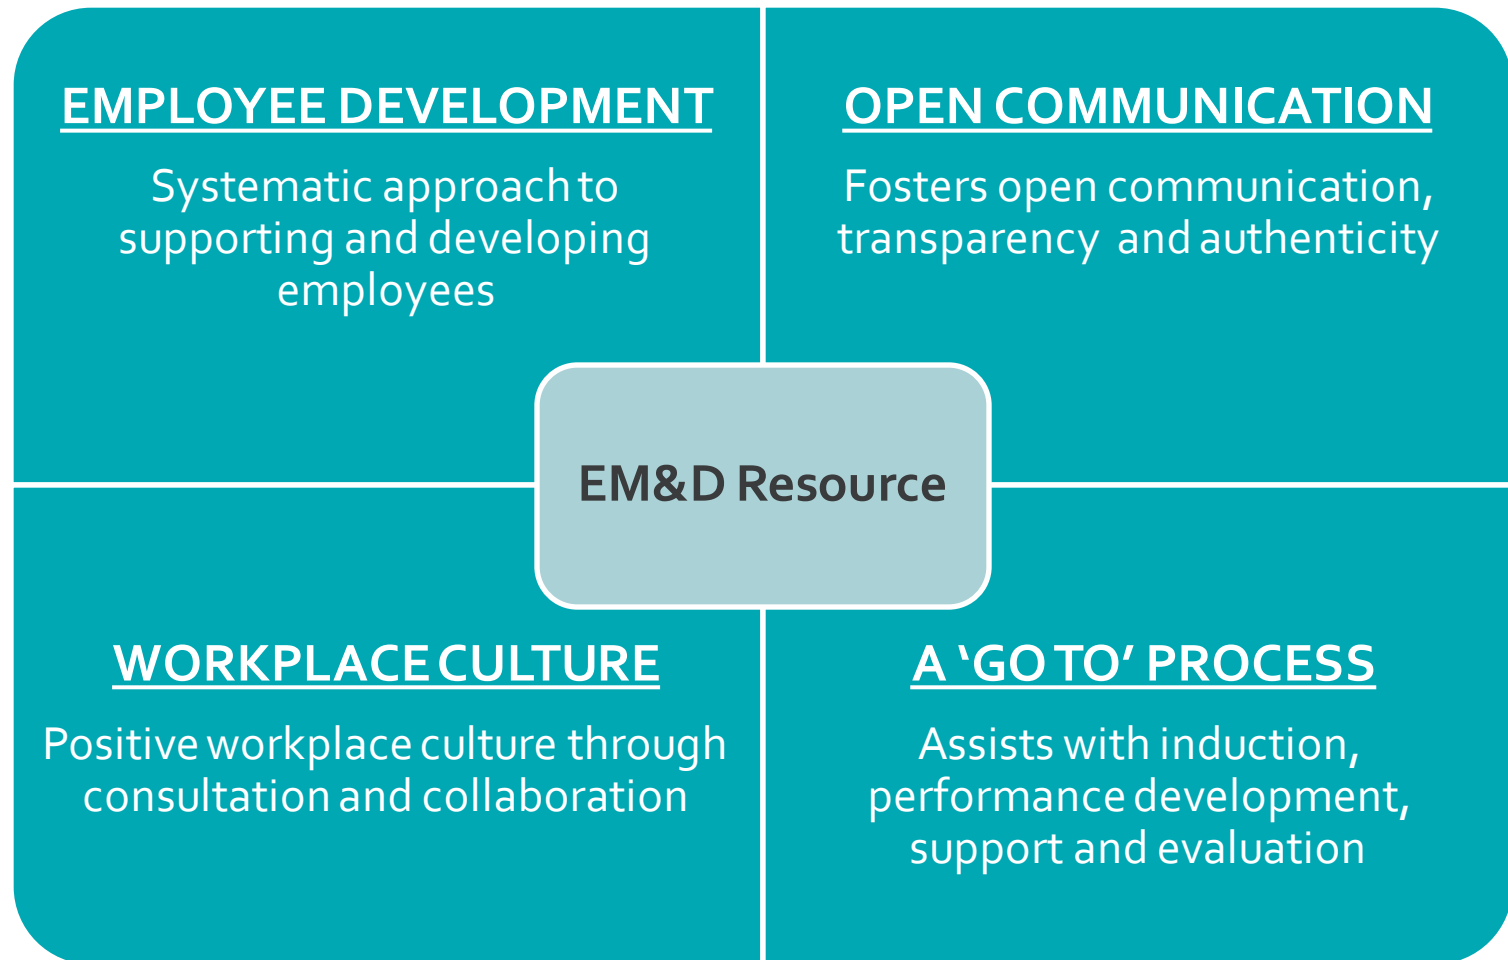 EMPLOYEE DEVELOPMENT
Systematic approach to
supporting and developing
employees
OPEN COMMUNICATION
Fosters open communication,
transparency and authenticity
EM&D Resource
WORKPLACE CULTURE
Positive workplace culture through
consultation and collaboration
A ‘GO TO’ PROCESS
Assists with induction,
performance development,
support and evaluation